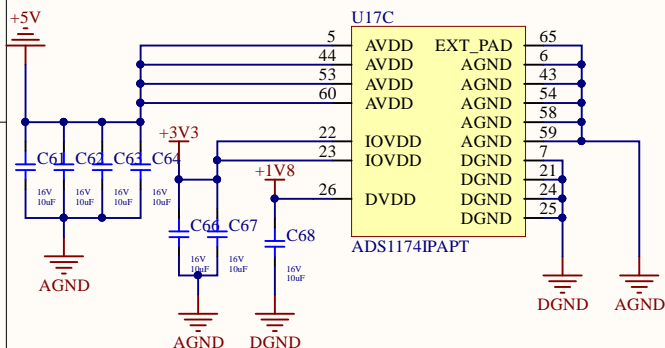 +5V
U17C
5 AVDD EXT_PAD 65
44 AVDD AGND 6
53 AVDD AGND 43
60 AVDD AGND 54
AGND 58
22 IOVDD AGND 59
23 IOVDD DGND 7
DGND 21
26 DVDD DGND 24
DGND 25
ADS1174IPAPT
+3V3
+1V8
C61 C62 C63 C64
16V 16V 16V 16V
10uF 10uF 10uF 10uF
C66 C67 C68
16V 16V 16V
10uF 10uF 10uF
AGND
AGND DGND
DGND AGND